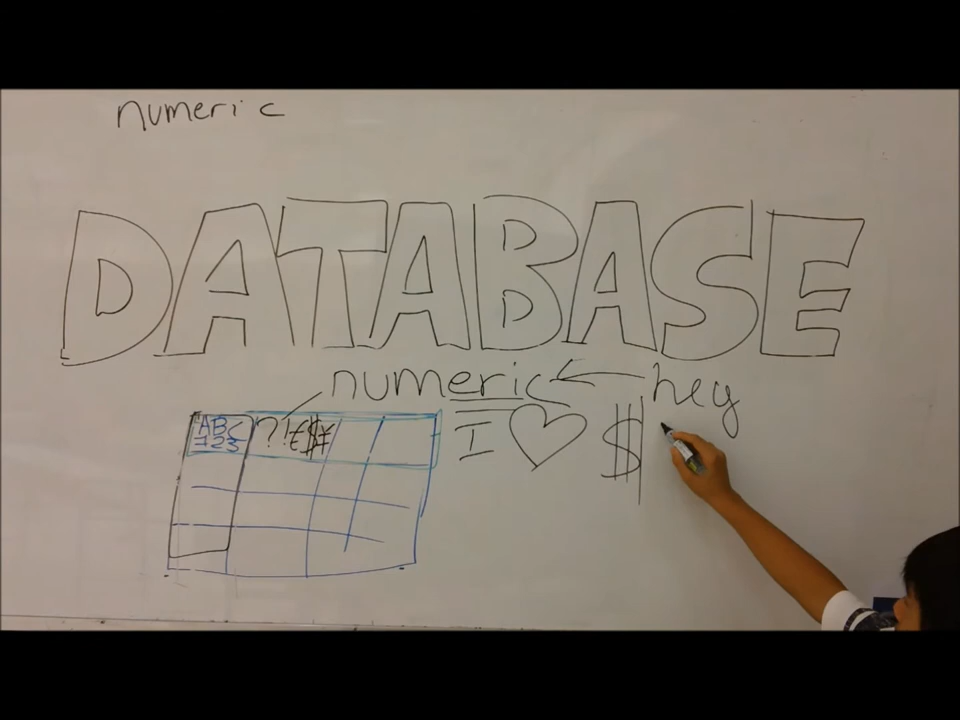 numeric
DATABASE
numeric ← hey
ABC ?!€$¥ I ♡ $
123